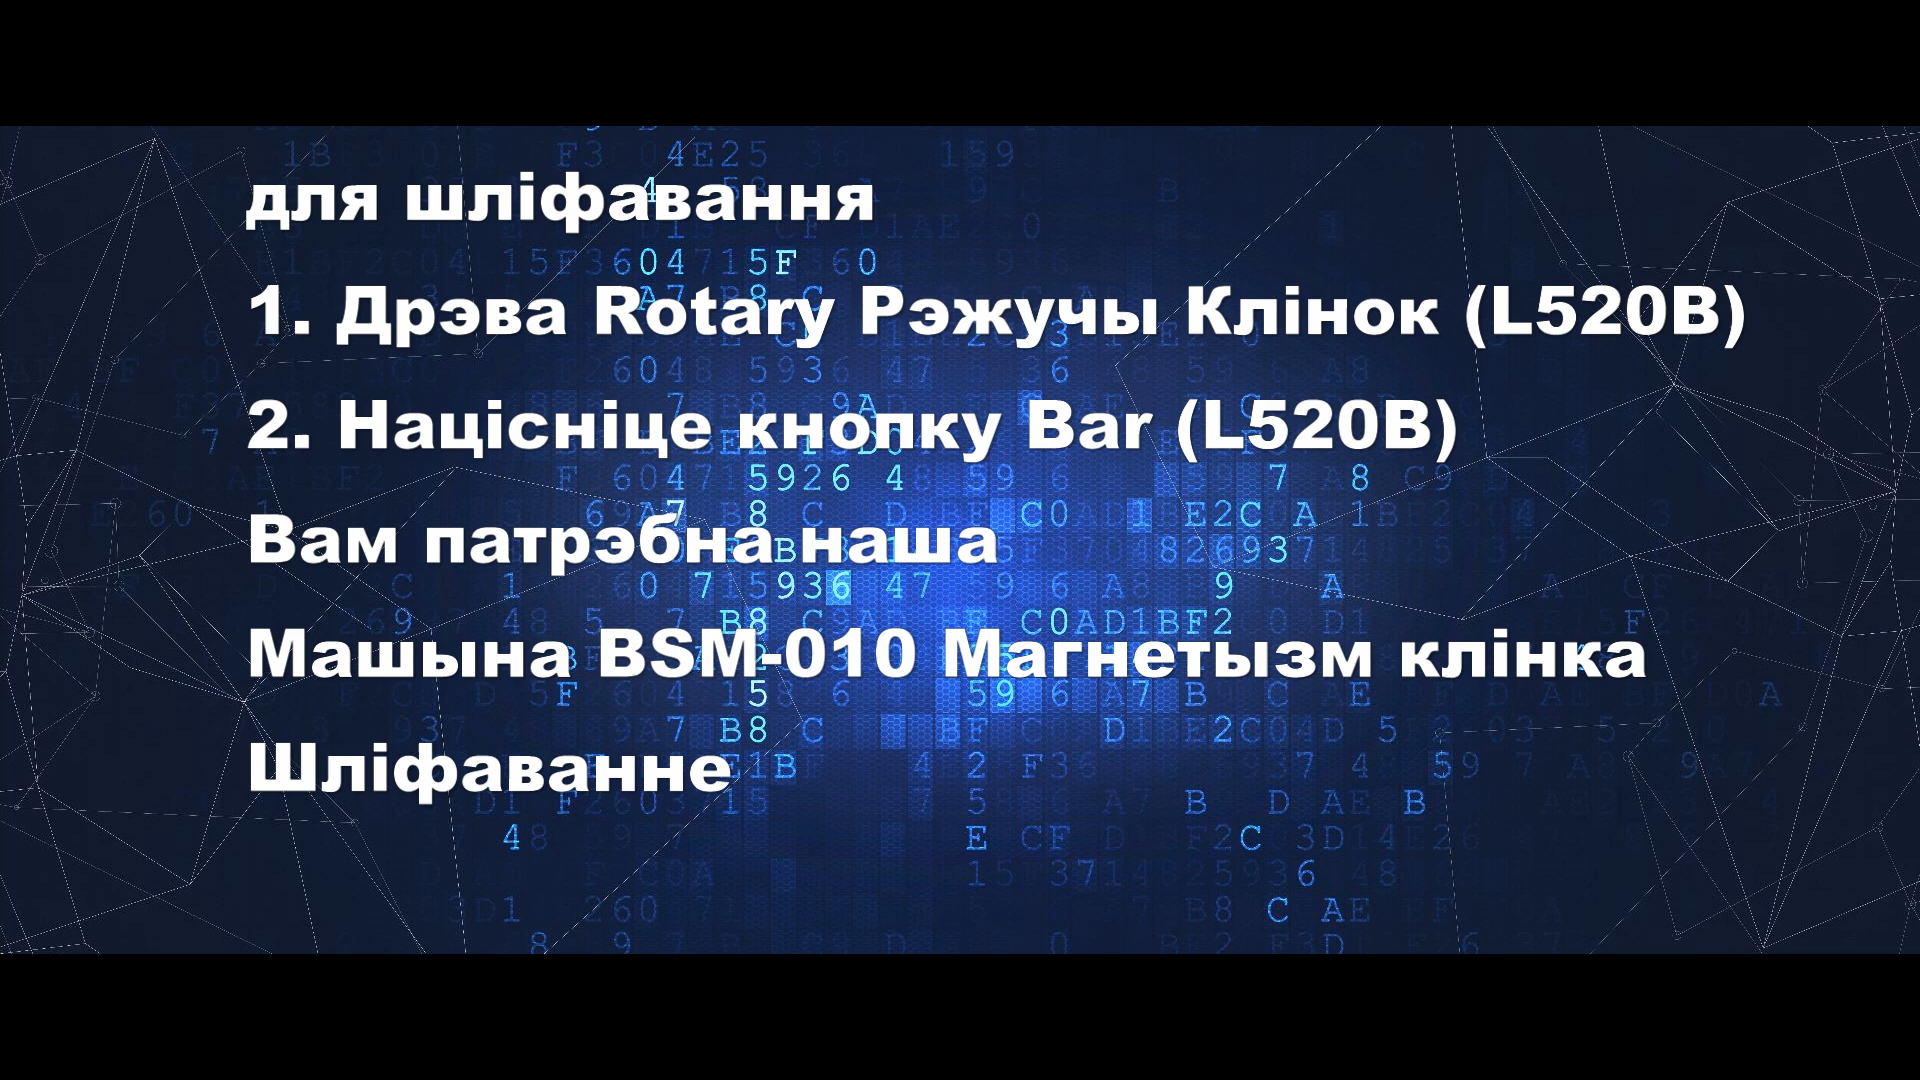 для шліфавання
1. Дрэва Rotary Рэжучы Клінок (L520B)
2. Націсніце кнопку Bar (L520B)
Вам патрэбна наша
Машына BSM-010 Магнетызм клінка
Шліфаванне